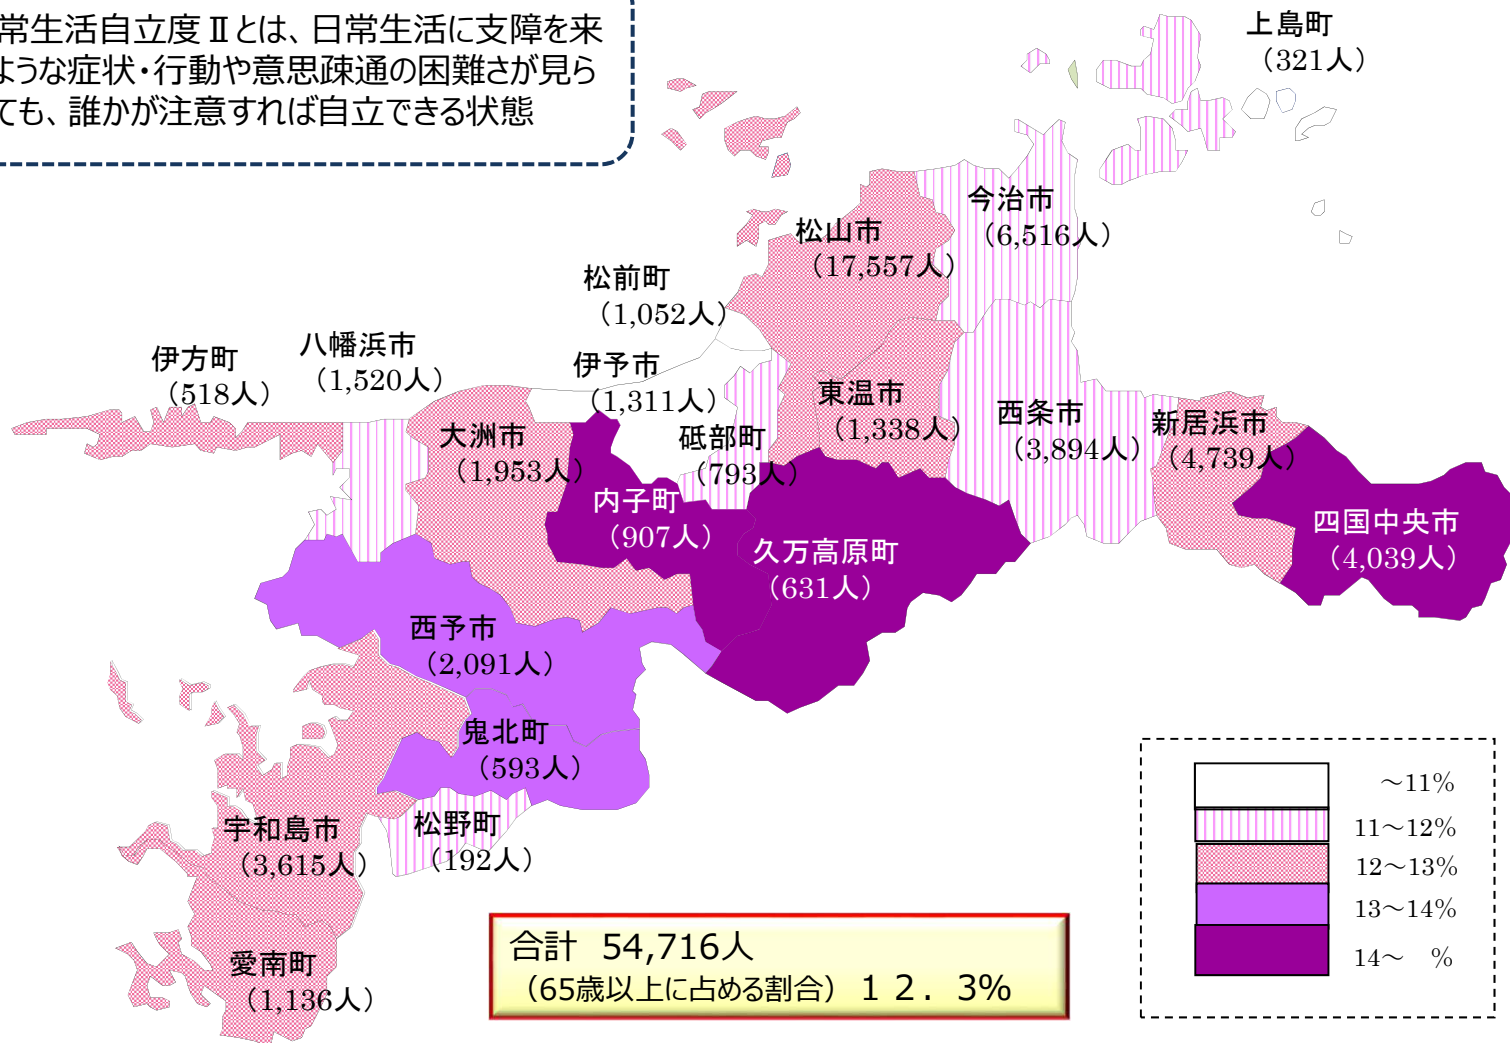 常生活自立度Ⅱとは、日常生活に支障を来
ような症状・行動や意思疎通の困難さが見ら
ても、誰かが注意すれば自立できる状態
上島町
（321人）
今治市
（6,516人）
松山市
（17,557人）
松前町
（1,052人）
八幡浜市
（1,520人）
伊方町
（518人）
伊予市
（1,311人）
東温市
（1,338人）
西条市
（3,894人）
新居浜市
（4,739人）
大洲市
（1,953人）
砥部町
（793人）
内子町
（907人）
久万高原町
（631人）
四国中央市
（4,039人）
西予市
（2,091人）
鬼北町
（593人）
松野町
（192人）
宇和島市
（3,615人）
愛南町
（1,136人）
合計 54,716人
（65歳以上に占める割合）１２．3%
～11%
11～12%
12～13%
13～14%
14～ %